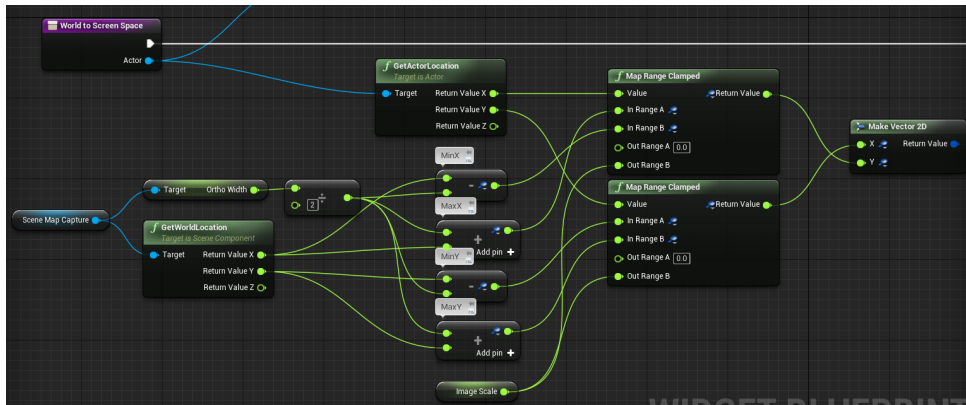 World to Screen Space
Actor
f GetActorLocation
Target is Actor
Target Return Value X
Return Value Y
Return Value Z
f Map Range Clamped
Value Return Value
In Range A
In Range B
Out Range A 0.0
Out Range B
Make Vector 2D
X Return Value
Y
MinX
-
Target Ortho Width
÷
2
MaxX
+
Add pin +
f Map Range Clamped
Value Return Value
In Range A
In Range B
Out Range A 0.0
Out Range B
Scene Map Capture
f GetWorldLocation
Target is Scene Component
Target Return Value X
Return Value Y
Return Value Z
MinY
-
MaxY
+
Add pin +
Image Scale
WIDGET BLUEPRINT